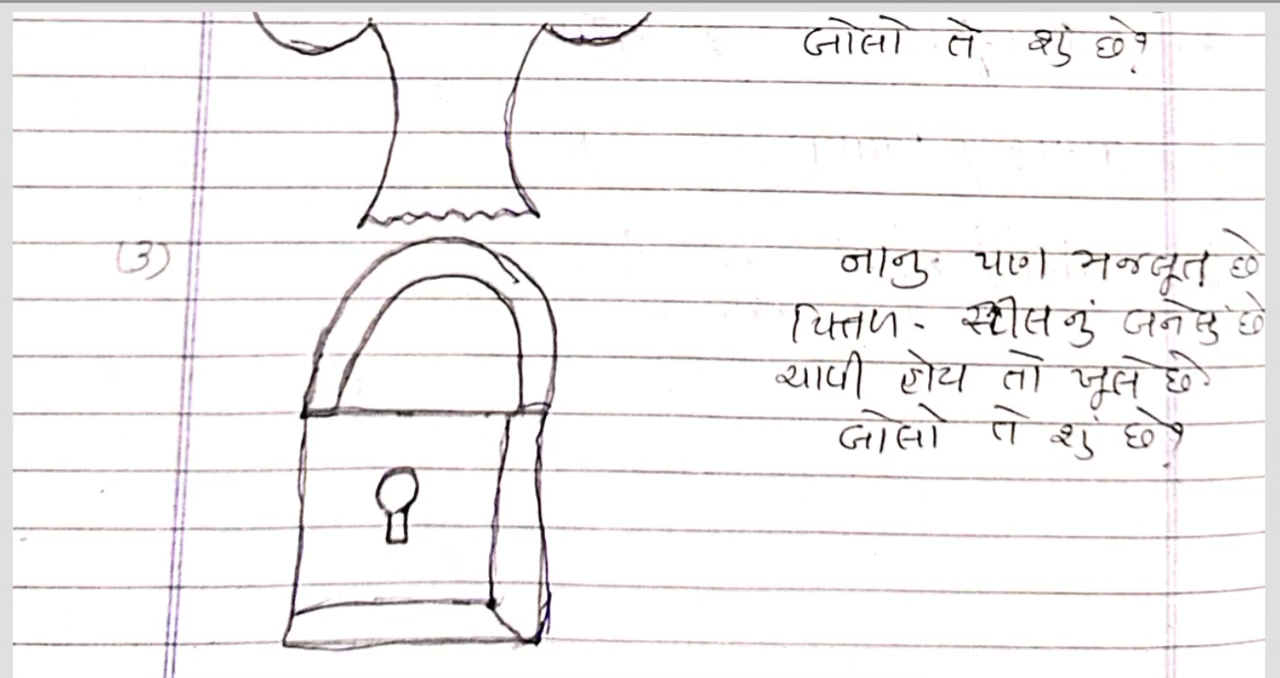 બોલો તે શું છે?
(3)
નાનુ પણ મજબૂત છે
પિત્તળ - સ્ટીલનું બનેલું છે
ચાવી હોય તો ખૂલે છે
બોલો તે શું છે?